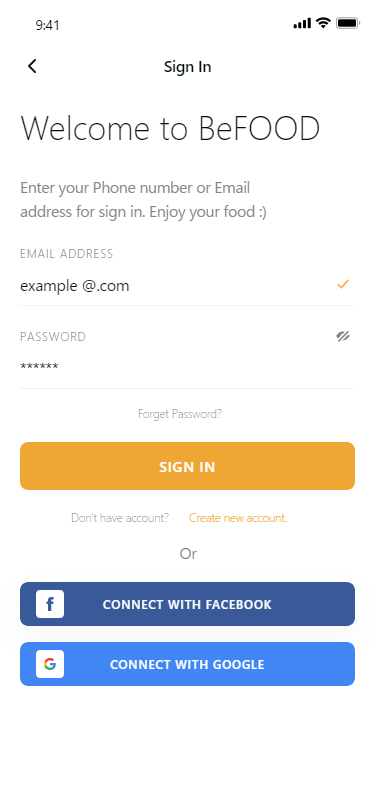 9:41
Sign In
Welcome to BeFOOD
Enter your Phone number or Email
address for sign in. Enjoy your food :)
EMAIL ADDRESS
example @.com
PASSWORD
******
Forget Password?
SIGN IN
Don't have account? Create new account.
Or
CONNECT WITH FACEBOOK
CONNECT WITH GOOGLE